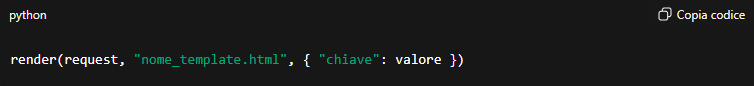 python
Copia codice
render(request, "nome_template.html", { "chiave": valore })